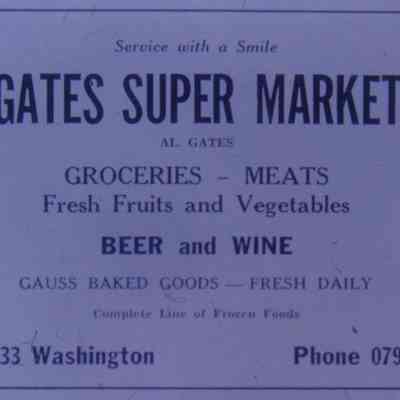 Service with a Smile
GATES SUPER MARKET
AL GATES
GROCERIES - MEATS
Fresh Fruits and Vegetables
BEER and WINE
GAUSS BAKED GOODS — FRESH DAILY
Complete Line of Frozen Foods
33 Washington Phone 079